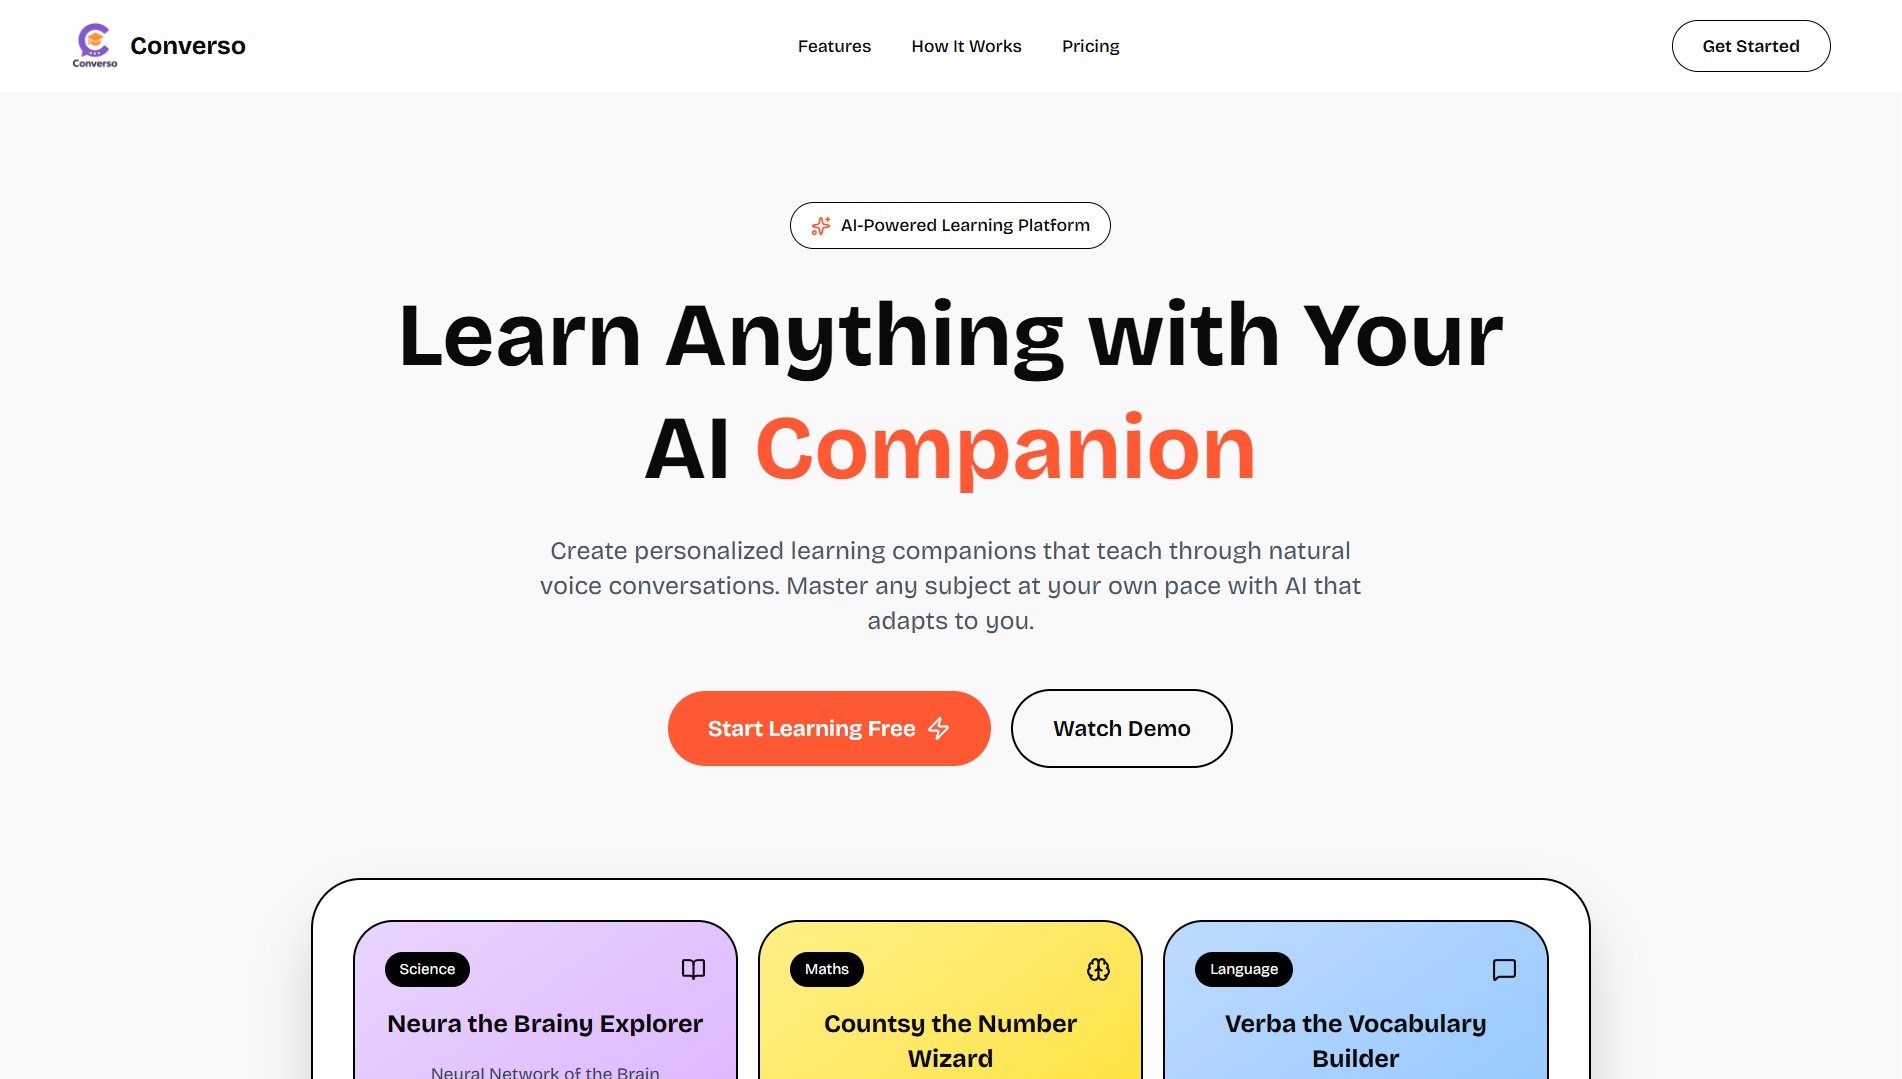 Converso
Converso
Features
How It Works
Pricing
Get Started
AI-Powered Learning Platform
Learn Anything with Your
AI Companion
Create personalized learning companions that teach through natural
voice conversations. Master any subject at your own pace with AI that
adapts to you.
Start Learning Free
Watch Demo
Science
Neura the Brainy Explorer
Neural Network of the Brain
Maths
Countsy the Number
Wizard
Language
Verba the Vocabulary
Builder